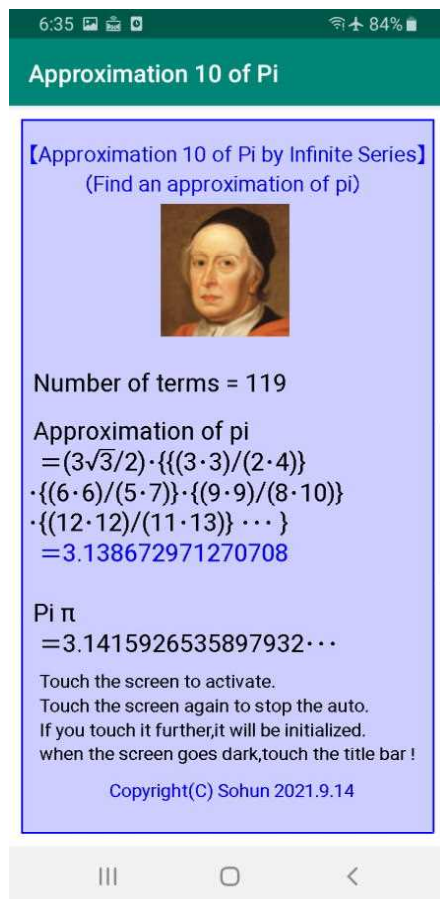 6:35 84%
Approximation 10 of Pi
【Approximation 10 of Pi by Infinite Series】
(Find an approximation of pi)
Number of terms = 119
Approximation of pi
=(3√3/2)·{{(3·3)/(2·4)}
·{(6·6)/(5·7)}·{(9·9)/(8·10)}
·{(12·12)/(11·13)} ··· }
=3.138672971270708
Pi π
=3.1415926535897932···
Touch the screen to activate.
Touch the screen again to stop the auto.
If you touch it further,it will be initialized.
when the screen goes dark,touch the title bar !
Copyright(C) Sohun 2021.9.14